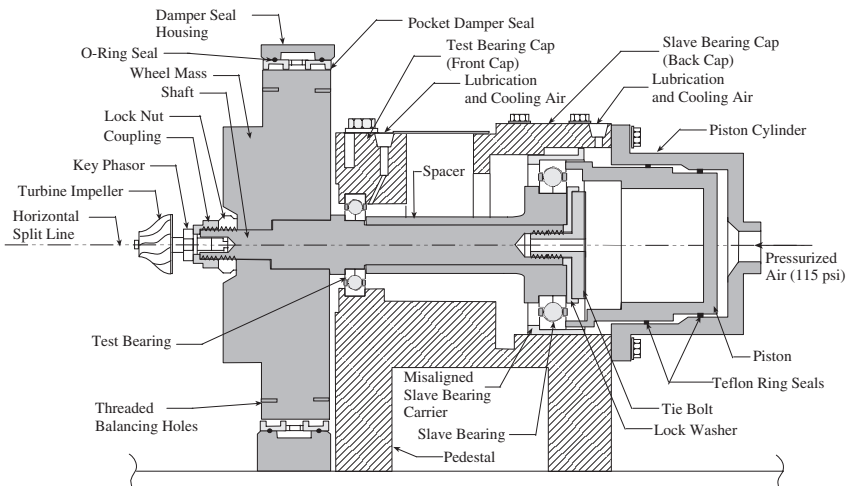 Damper Seal
Housing
O-Ring Seal
Wheel Mass
Shaft
Lock Nut
Coupling
Key Phasor
Turbine Impeller
Horizontal
Split Line
Pocket Damper Seal
Test Bearing Cap
(Front Cap)
Lubrication
and Cooling Air
Slave Bearing Cap
(Back Cap)
Lubrication
and Cooling Air
Piston Cylinder
Spacer
Pressurized
Air (115 psi)
Test Bearing
Threaded
Balancing Holes
Misaligned
Slave Bearing
Carrier
Slave Bearing
Pedestal
Piston
Teflon Ring Seals
Tie Bolt
Lock Washer